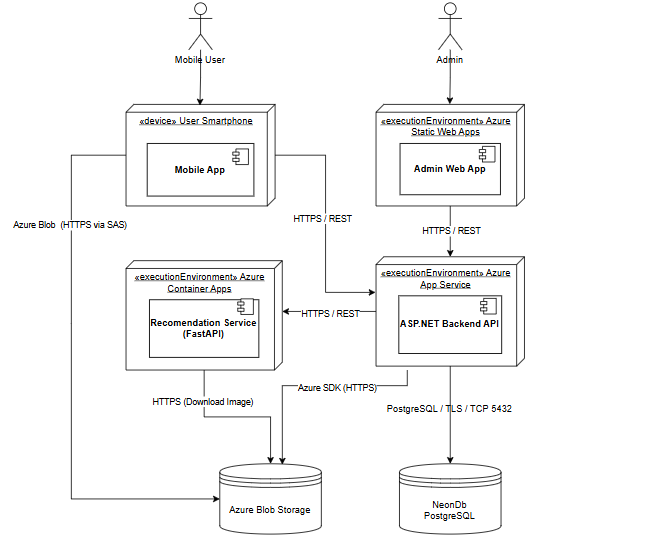 Mobile User
Admin
«device» User Smartphone
Mobile App
«executionEnvironment» Azure
Static Web Apps
Admin Web App
Azure Blob  (HTTPS via SAS)
HTTPS / REST
HTTPS / REST
«executionEnvironment» Azure
Container Apps
Recomendation Service
(FastAPI)
HTTPS / REST
«executionEnvironment» Azure
App Service
ASP.NET Backend API
HTTPS (Download Image)
Azure SDK (HTTPS)
PostgreSQL / TLS / TCP 5432
Azure Blob Storage
NeonDb
PostgreSQL